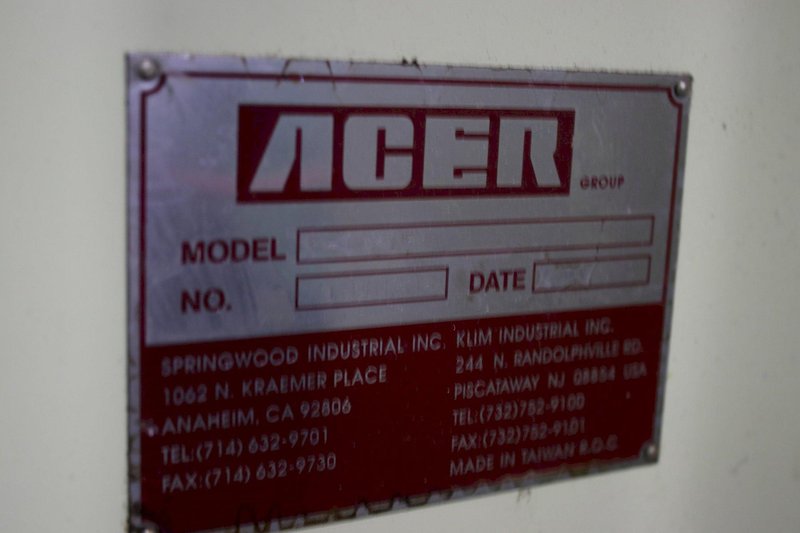 ACER
GROUP
MODEL
NO.
DATE
SPRINGWOOD INDUSTRIAL INC.
1062 N. KRAEMER PLACE
ANAHEIM, CA 92806
TEL:(714) 632-9701
FAX:(714) 632-9730
KLIM INDUSTRIAL INC.
244 N. RANDOLPHVILLE RD.
PISCATAWAY NJ 08854 USA
TEL:(732)752-9100
FAX:(732)752-9101
MADE IN TAIWAN R.O.C